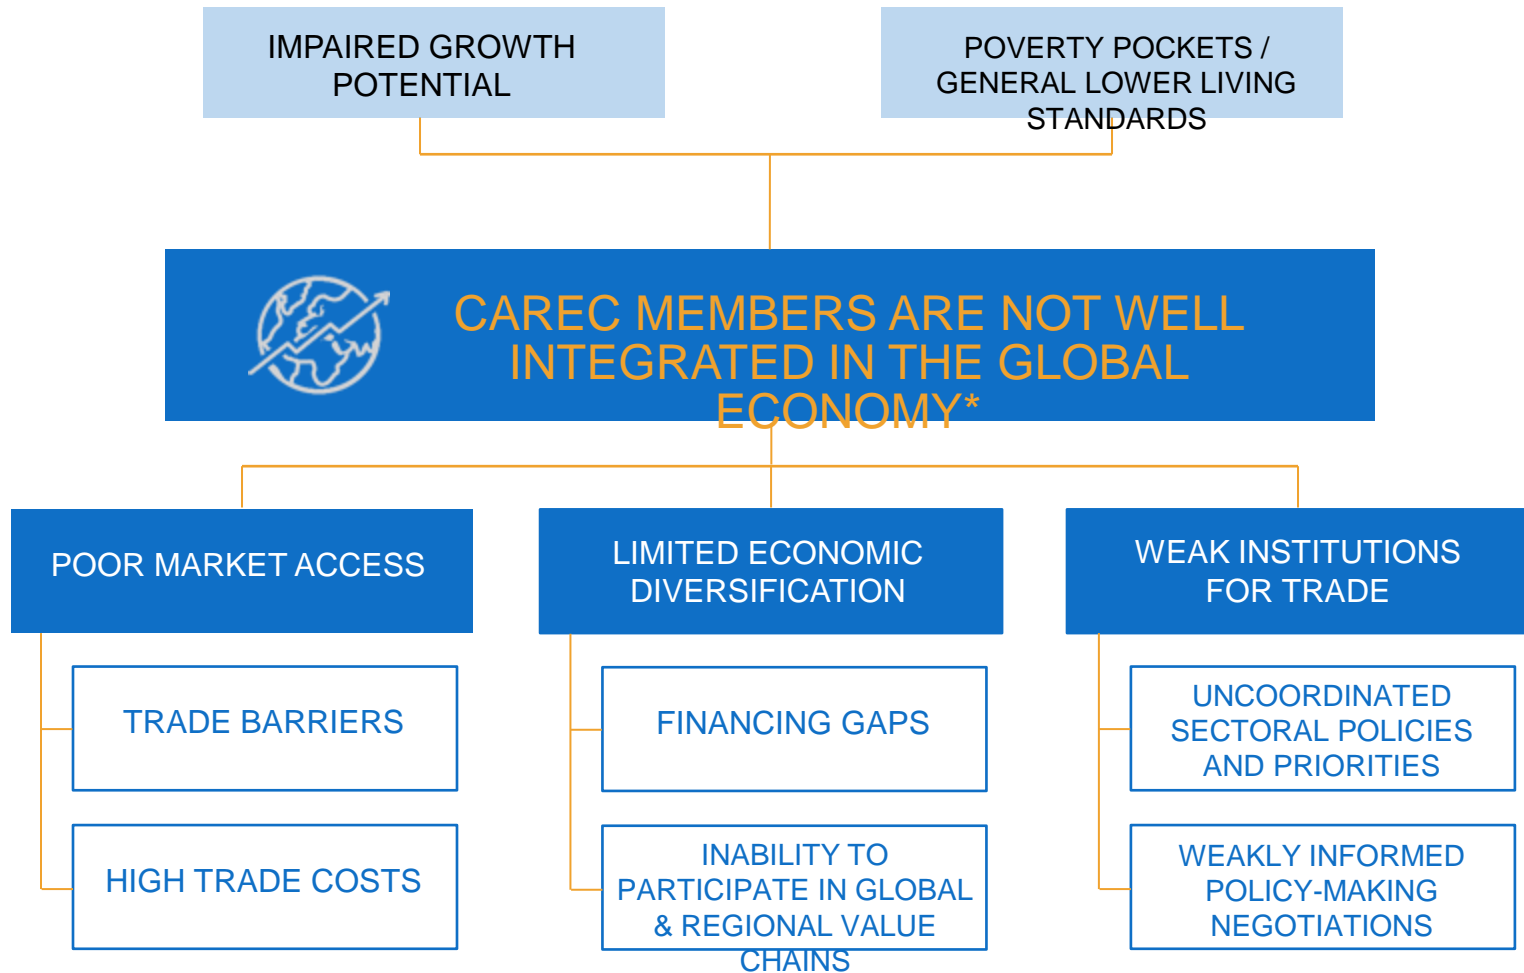 IMPAIRED GROWTH
POTENTIAL
POVERTY POCKETS /
GENERAL LOWER LIVING
STANDARDS
CAREC MEMBERS ARE NOT WELL
INTEGRATED IN THE GLOBAL
ECONOMY*
POOR MARKET ACCESS
LIMITED ECONOMIC
DIVERSIFICATION
WEAK INSTITUTIONS
FOR TRADE
TRADE BARRIERS
FINANCING GAPS
UNCOORDINATED
SECTORAL POLICIES
AND PRIORITIES
HIGH TRADE COSTS
INABILITY TO
PARTICIPATE IN GLOBAL
& REGIONAL VALUE
CHAINS
WEAKLY INFORMED
POLICY-MAKING
NEGOTIATIONS